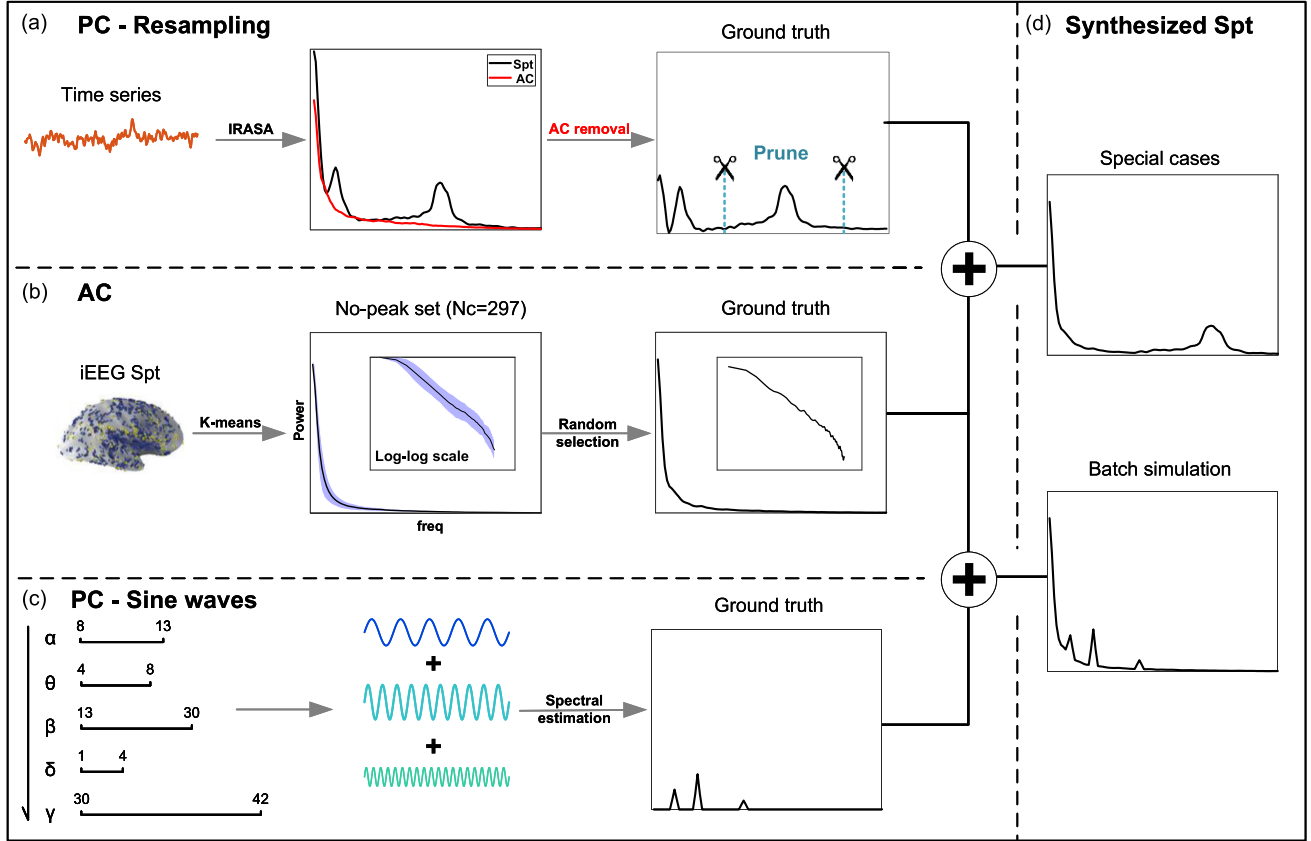 (a) PC - Resampling
Time series
IRASA
Spt
AC
AC removal
Ground truth
Prune
(b) AC
iEEG Spt
K-means
No-peak set (Nc=297)
Power
Log-log scale
freq
Random
selection
Ground truth
(c) PC - Sine waves
α 8 13
θ 4 8
β 13 30
δ 1 4
γ 30 42
+
+
Spectral
estimation
Ground truth
+
+
(d) Synthesized Spt
Special cases
Batch simulation